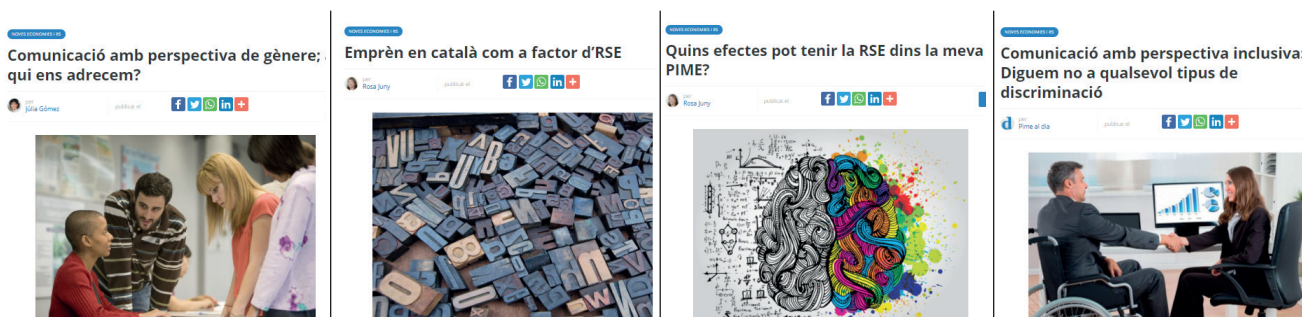 NOVES ECONOMIES I RS
Comunicació amb perspectiva de gènere;
qui ens adrecem?
per
Júlia Gómez
publicat el
NOVES ECONOMIES I RS
Emprèn en català com a factor d’RSE
per
Rosa Juny
publicat el
NOVES ECONOMIES I RS
Quins efectes pot tenir la RSE dins la meva
PIME?
per
Rosa Juny
publicat el
NOVES ECONOMIES I RS
Comunicació amb perspectiva inclusiva:
Diguem no a qualsevol tipus de
discriminació
per
Pime al dia
publicat el